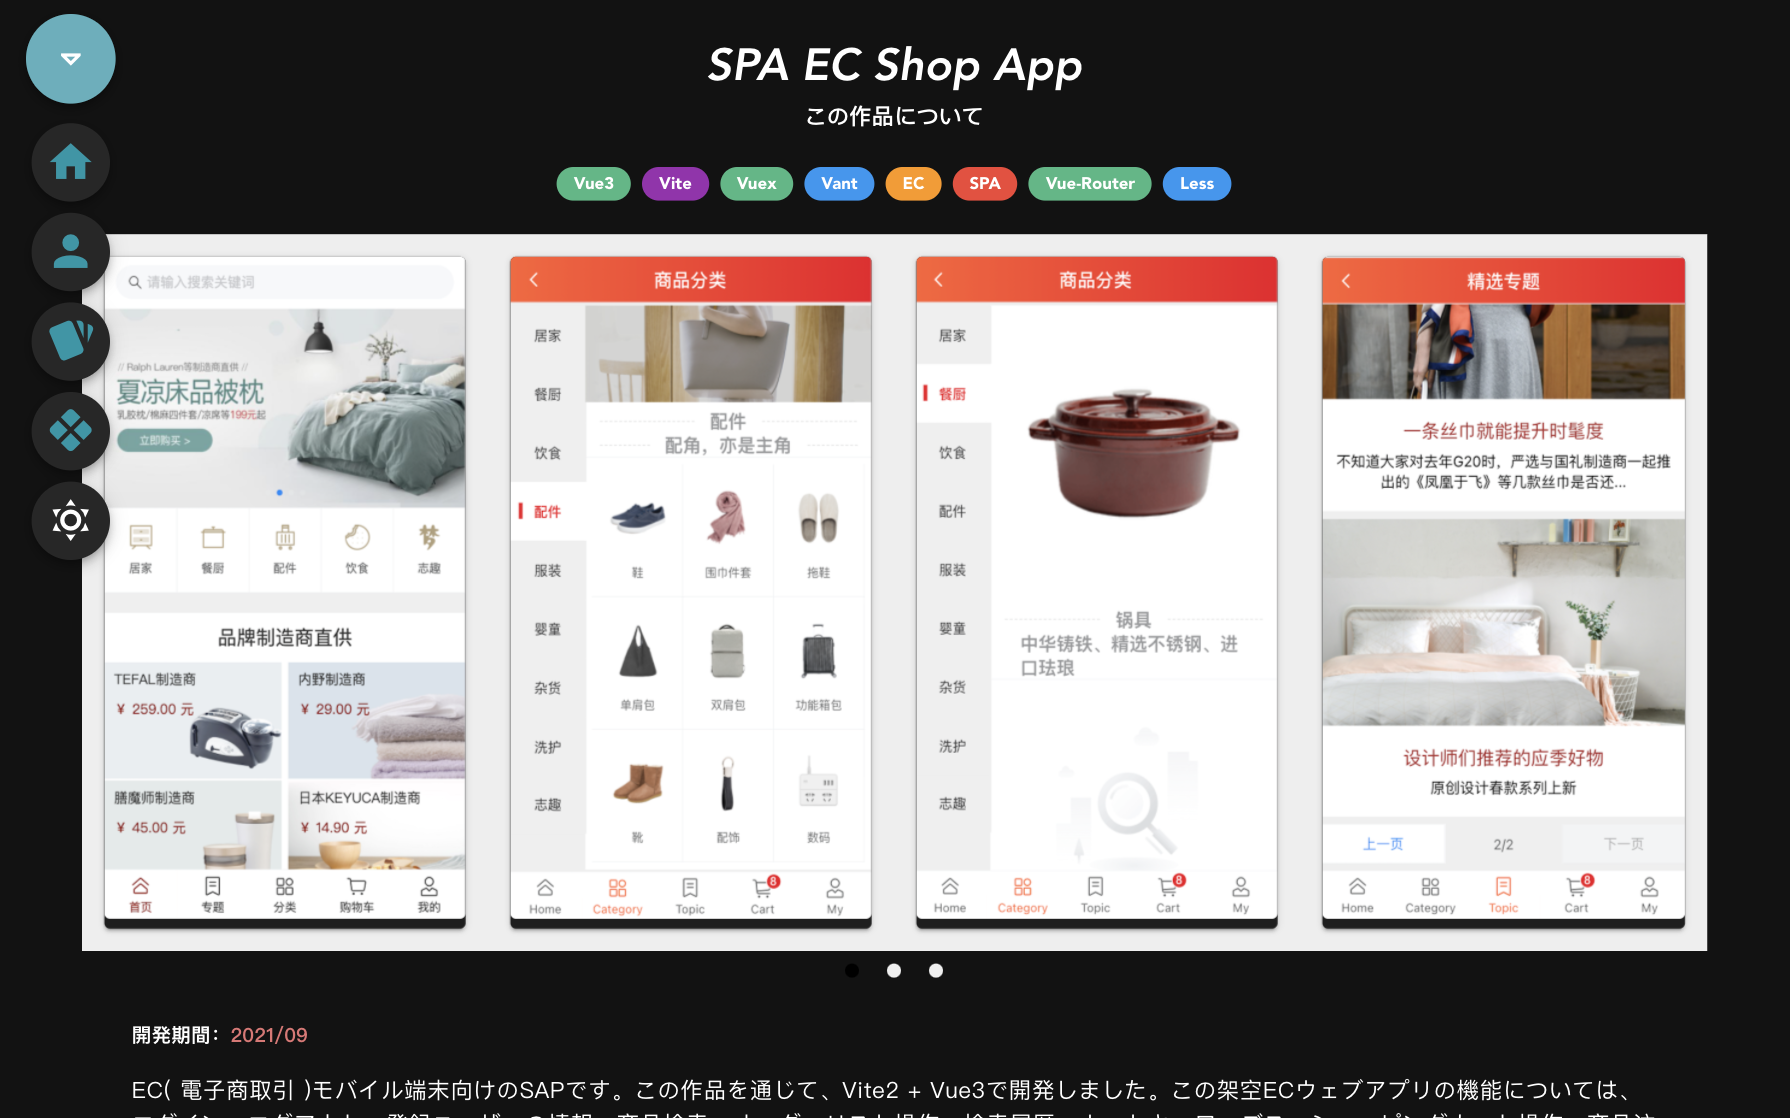 SPA EC Shop App
この作品について
Vue3 Vite Vuex Vant EC SPA Vue-Router Less
请输入搜索关键词
// Ralph Lauren等制造商直供 //
夏凉床品被枕
乳胶枕/棉麻四件套/凉席等199元起
立即购买 >
居家 餐厨 配件 饮食 志趣
品牌制造商直供
TEFAL制造商
¥ 259.00 元
内野制造商
¥ 29.00 元
膳魔师制造商
¥ 45.00 元
日本KEYUCA制造商
¥ 14.90 元
首页 专题 分类 购物车 我的
商品分类
居家
餐厨
饮食
配件
服装
婴童
杂货
洗护
志趣
配件
配角，亦是主角
鞋 围巾件套 拖鞋
单肩包 双肩包 功能箱包
靴 配饰 数码
8
Home Category Topic Cart My
商品分类
居家
餐厨
饮食
配件
服装
婴童
杂货
洗护
志趣
锅具
中华铸铁、精选不锈钢、进
口珐琅
8
Home Category Topic Cart My
精选专题
一条丝巾就能提升时髦度
不知道大家对去年G20时，严选与国礼制造商一起推
出的《凤凰于飞》等几款丝巾是否还...
设计师们推荐的应季好物
原创设计春款系列上新
上一页 2/2 下一页
8
Home Category Topic Cart My
開発期間： 2021/09
EC( 電子商取引 )モバイル端末向けのSAPです。この作品を通じて、Vite2 + Vue3で開発しました。この架空ECウェブアプリの機能については、